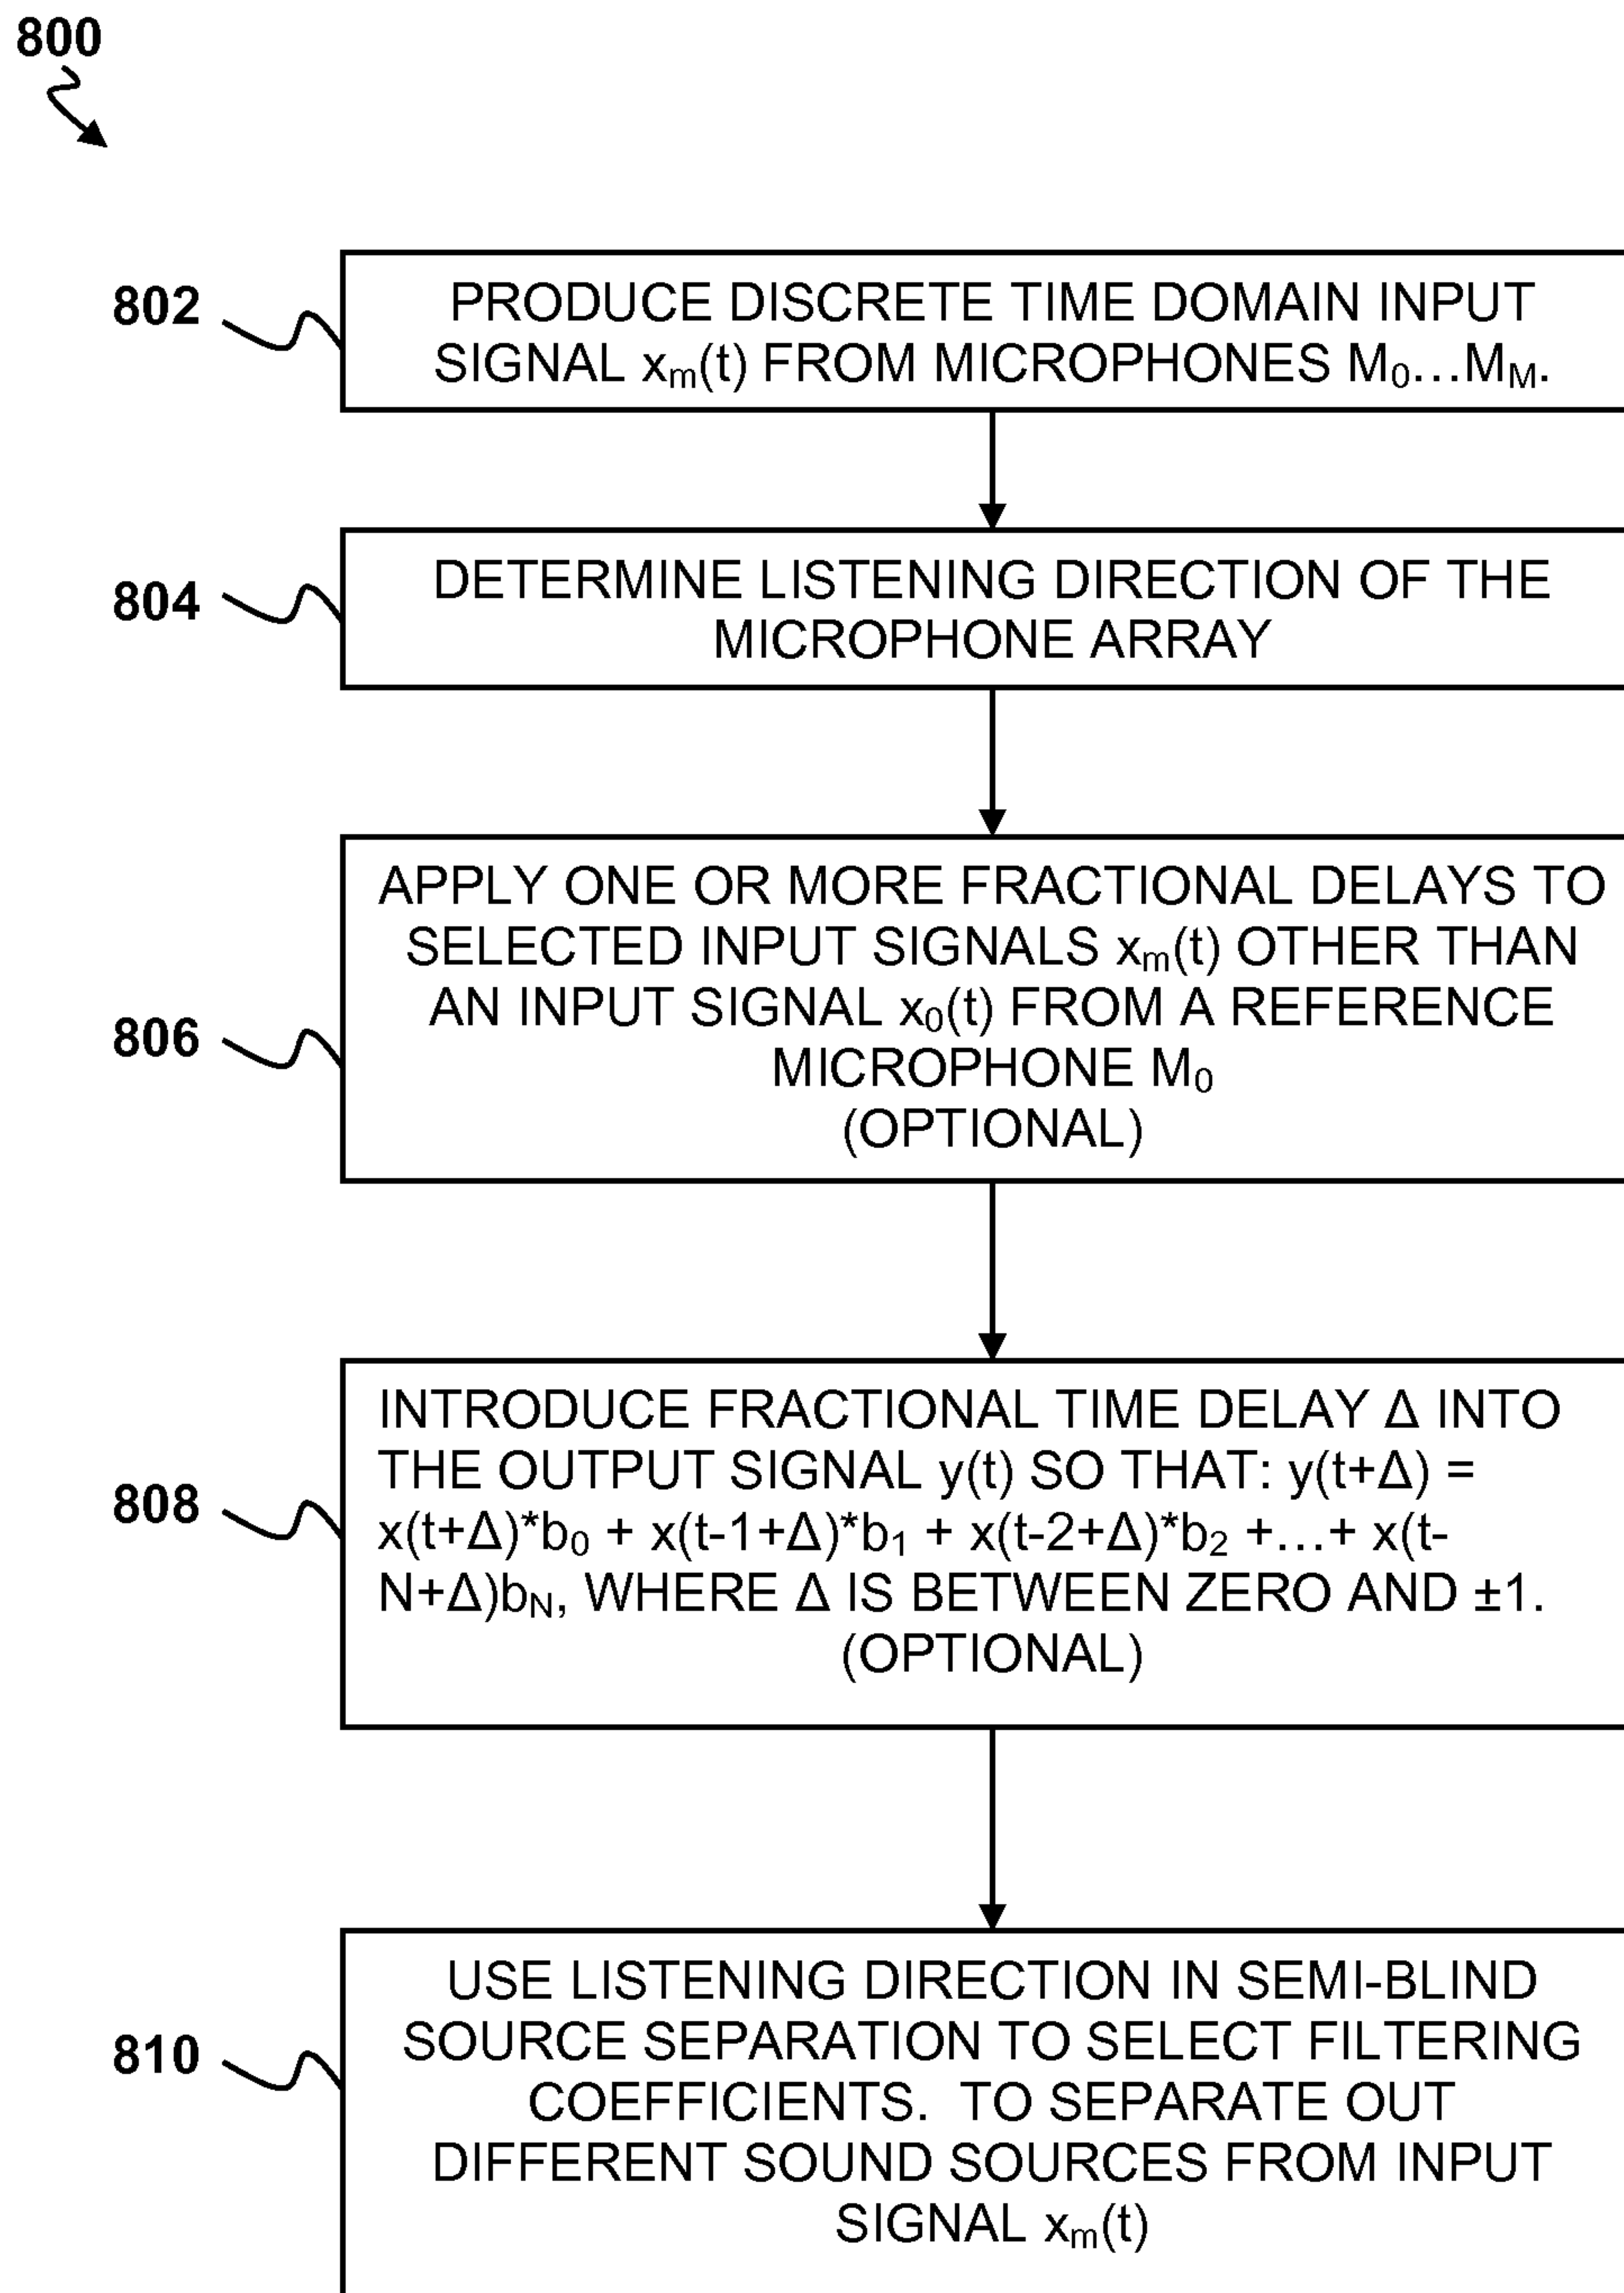 800
802
PRODUCE DISCRETE TIME DOMAIN INPUT
SIGNAL xₘ(t) FROM MICROPHONES M₀…M_M.
804
DETERMINE LISTENING DIRECTION OF THE
MICROPHONE ARRAY
806
APPLY ONE OR MORE FRACTIONAL DELAYS TO
SELECTED INPUT SIGNALS xₘ(t) OTHER THAN
AN INPUT SIGNAL x₀(t) FROM A REFERENCE
MICROPHONE M₀
(OPTIONAL)
808
INTRODUCE FRACTIONAL TIME DELAY Δ INTO
THE OUTPUT SIGNAL y(t) SO THAT: y(t+Δ) =
x(t+Δ)*b₀ + x(t-1+Δ)*b₁ + x(t-2+Δ)*b₂ +…+ x(t-
N+Δ)b_N, WHERE Δ IS BETWEEN ZERO AND ±1.
(OPTIONAL)
810
USE LISTENING DIRECTION IN SEMI-BLIND
SOURCE SEPARATION TO SELECT FILTERING
COEFFICIENTS. TO SEPARATE OUT
DIFFERENT SOUND SOURCES FROM INPUT
SIGNAL xₘ(t)